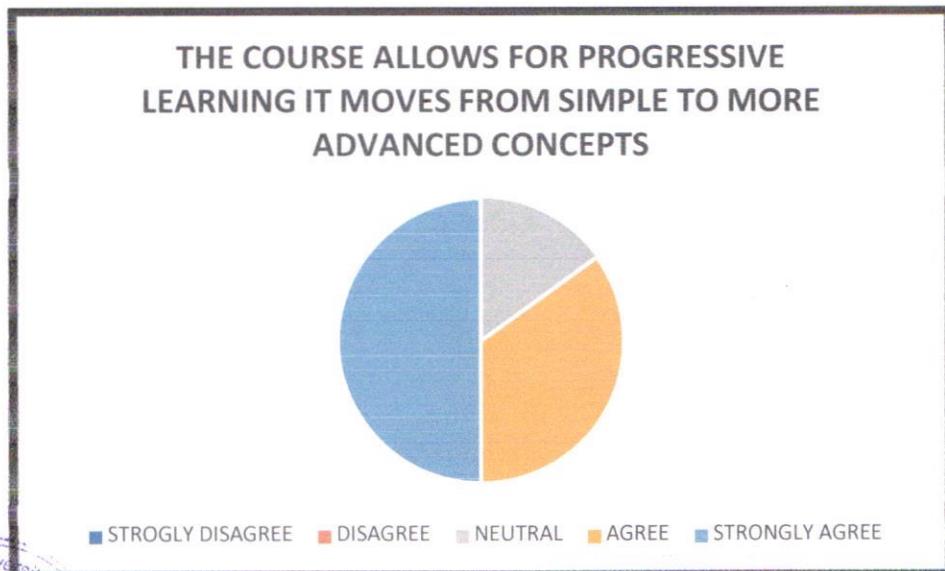 THE COURSE ALLOWS FOR PROGRESSIVE
LEARNING IT MOVES FROM SIMPLE TO MORE
ADVANCED CONCEPTS
STROGLY DISAGREE DISAGREE NEUTRAL AGREE STRONGLY AGREE